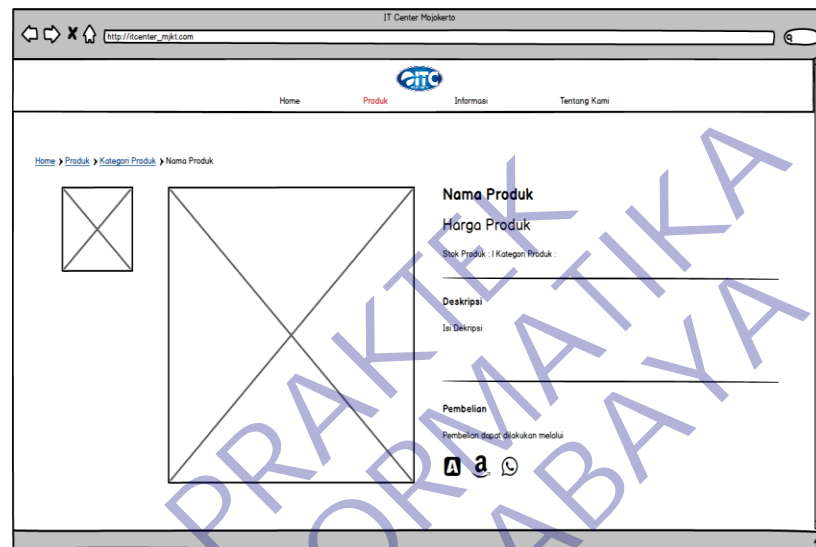 IT Center Mojokerto
http://itcenter_mjkt.com
aiTC
Home Produk Informasi Tentang Kami
Home > Produk > Kategori Produk > Nama Produk
Nama Produk
Harga Produk
Stok Produk : | Kategori Produk :
Deskripsi
Isi Dekripsi
Pembelian
Pembelian dapat dilakukan melalui
A a
PRAKTEK
ORMATIKA
ABAYA